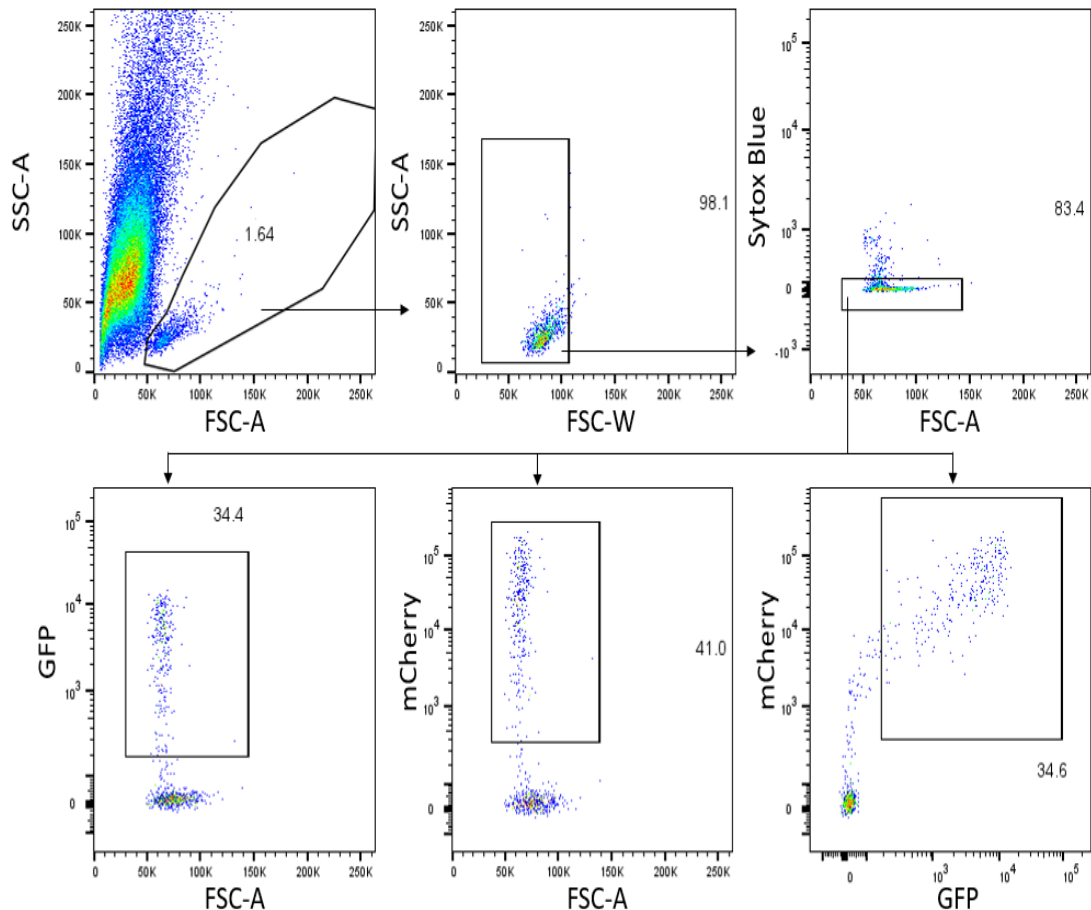 250K
200K
150K
100K
50K
0
SSC-A
1.64
0 50K 100K 150K 200K 250K
FSC-A
250K
200K
150K
100K
50K
0
SSC-A
98.1
0 50K 100K 150K 200K 250K
FSC-W
10^5
10^4
10^3
0
-10^3
Sytox Blue
83.4
0 50K 100K 150K 200K 250K
FSC-A
10^5
10^4
10^3
0
GFP
34.4
0 50K 100K 150K 200K 250K
FSC-A
10^5
10^4
10^3
0
mCherry
41.0
0 50K 100K 150K 200K 250K
FSC-A
10^5
10^4
10^3
0
mCherry
34.6
0 10^3 10^4 10^5
GFP